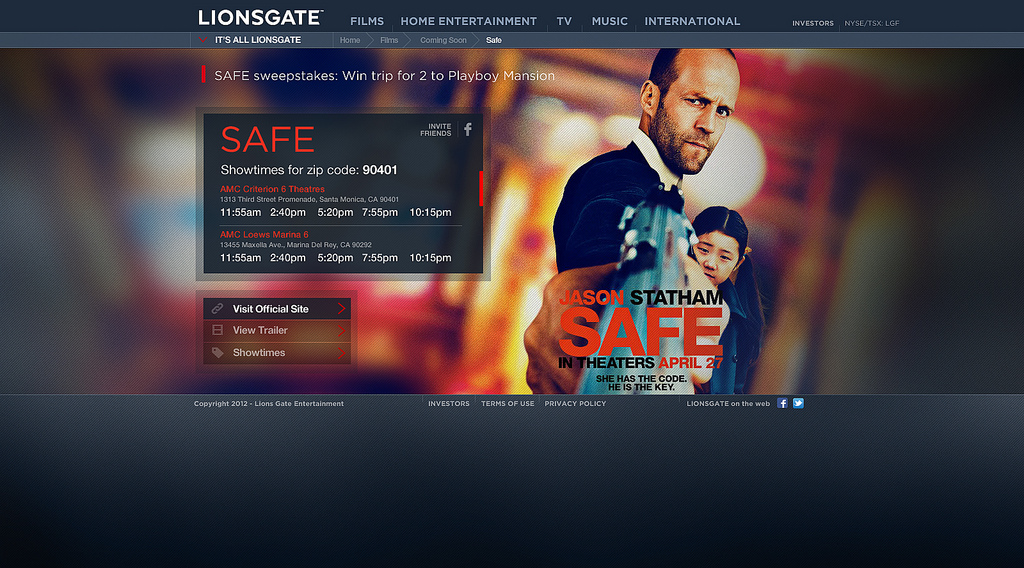 LIONSGATE™
FILMS HOME ENTERTAINMENT TV MUSIC INTERNATIONAL
INVESTORS NYSE/TSX: LGF
IT'S ALL LIONSGATE
Home Films Coming Soon Safe
SAFE sweepstakes: Win trip for 2 to Playboy Mansion
SAFE
INVITE
FRIENDS
Showtimes for zip code: 90401
AMC Criterion 6 Theatres
1313 Third Street Promenado, Santa Monica, CA 90401
11:55am 2:40pm 5:20pm 7:55pm 10:15pm
AMC Loews Marina 6
13455 Maxella Ave., Marina Del Rey, CA 90292
11:55am 2:40pm 5:20pm 7:55pm 10:15pm
Visit Official Site
View Trailer
Showtimes
JASON STATHAM
SAFE
IN THEATERS APRIL 27
SHE HAS THE CODE.
HE IS THE KEY.
Copyright 2012 - Lions Gate Entertainment
INVESTORS TERMS OF USE PRIVACY POLICY
LIONSGATE on the web